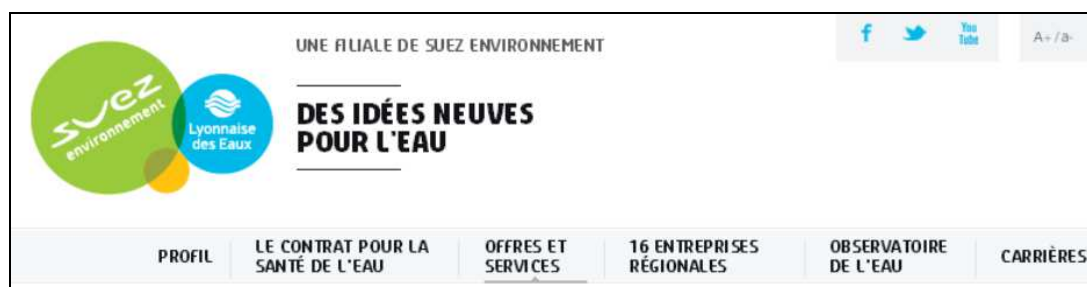 UNE FILIALE DE SUEZ ENVIRONNEMENT
f
You
Tube
A+/a-
suez
environnement
Lyonnaise
des Eaux
DES IDÉES NEUVES
POUR L'EAU
PROFIL
LE CONTRAT POUR LA
SANTÉ DE L'EAU
OFFRES ET
SERVICES
16 ENTREPRISES
RÉGIONALES
OBSERVATOIRE
DE L'EAU
CARRIÈRES